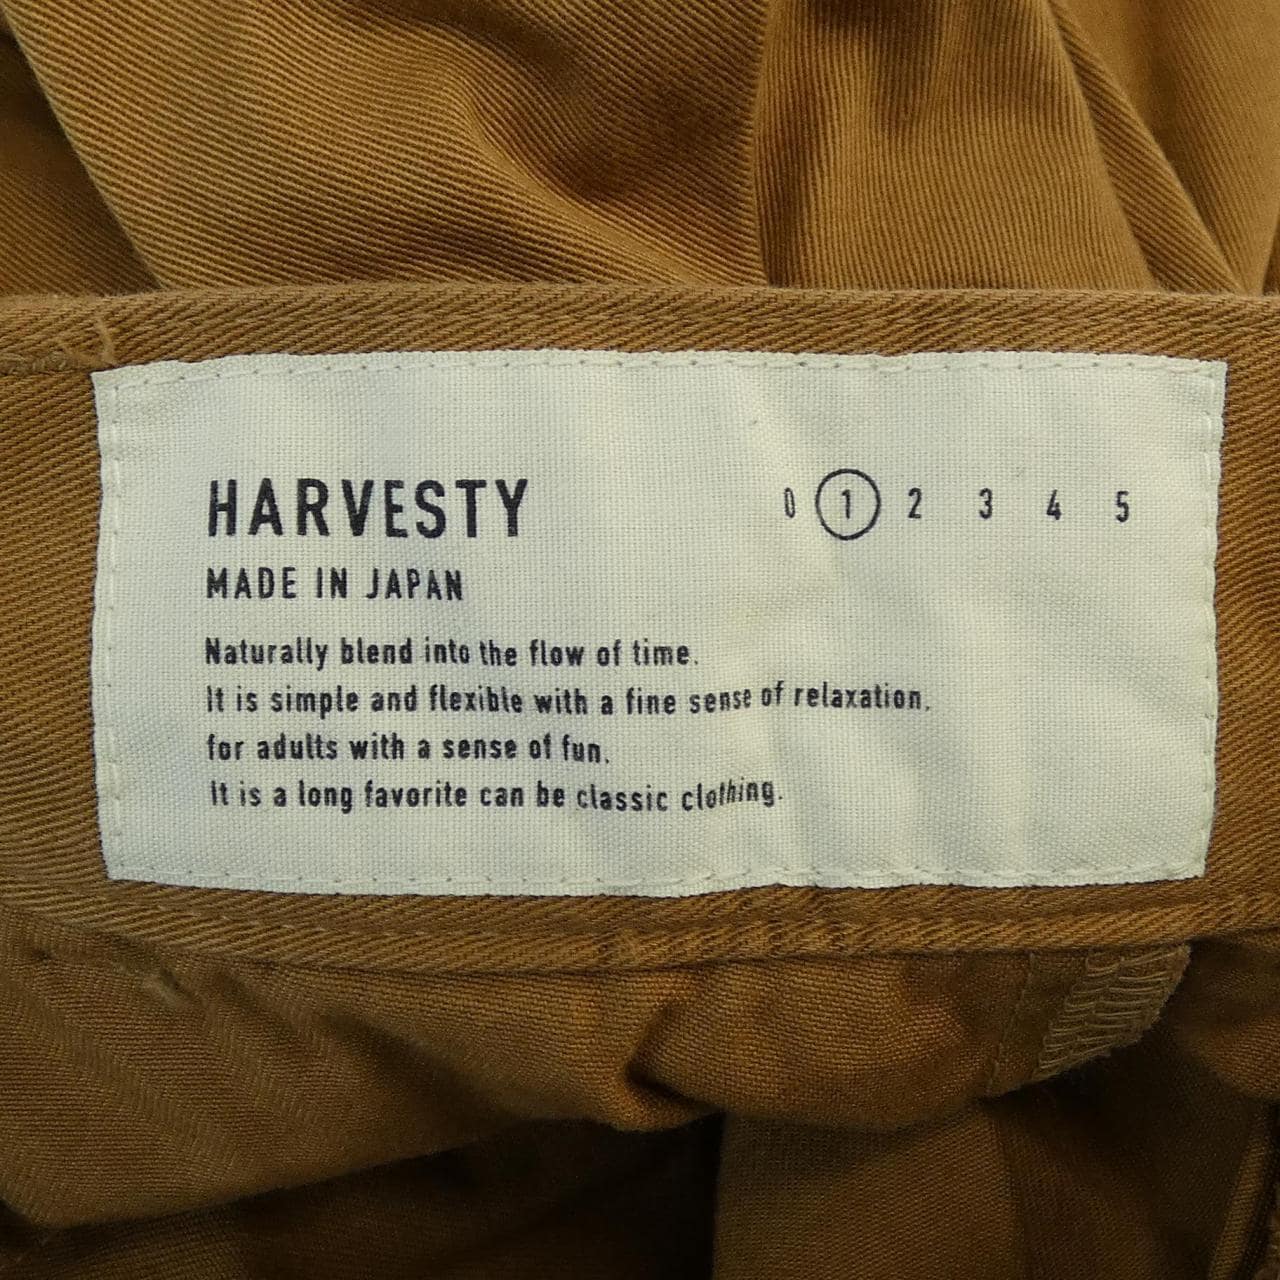 HARVESTY 0 1 2 3 4 5
MADE IN JAPAN
Naturally blend into the flow of time.
It is simple and flexible with a fine sense of relaxation.
for adults with a sense of fun.
It is a long favorite can be classic clothing.